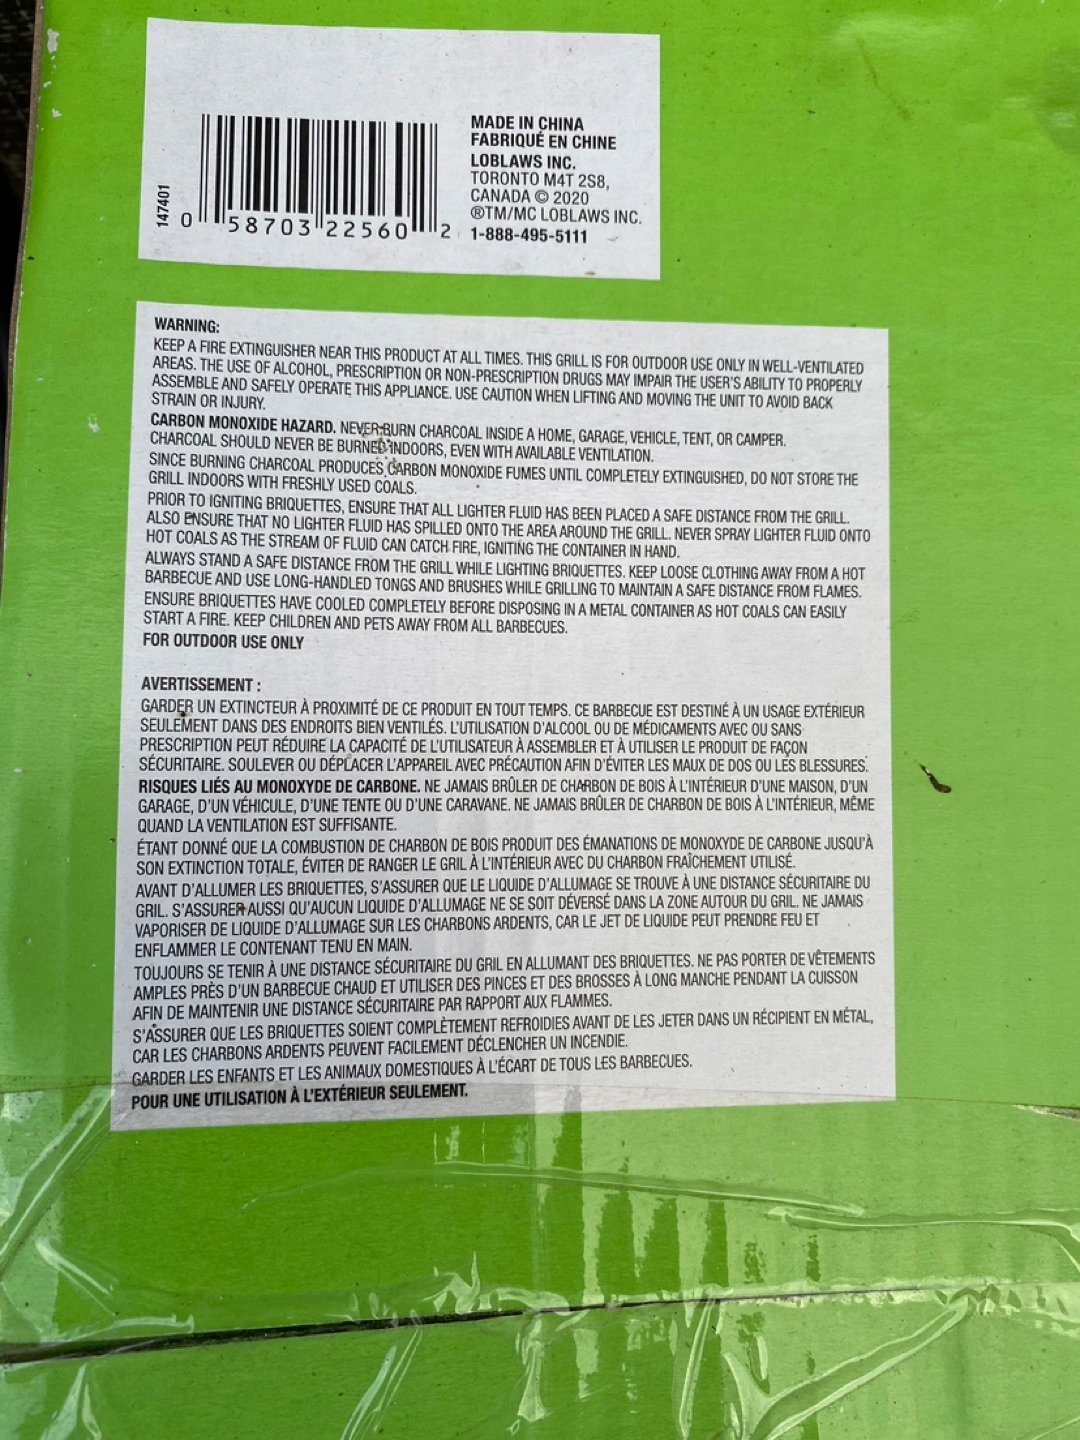 MADE IN CHINA
FABRIQUÉ EN CHINE
LOBLAWS INC.
TORONTO M4T 2S8,
CANADA © 2020
®TM/MC LOBLAWS INC.
1-888-495-5111
147401
0 58703 22560 2
WARNING:
KEEP A FIRE EXTINGUISHER NEAR THIS PRODUCT AT ALL TIMES. THIS GRILL IS FOR OUTDOOR USE ONLY IN WELL-VENTILATED
AREAS. THE USE OF ALCOHOL, PRESCRIPTION OR NON-PRESCRIPTION DRUGS MAY IMPAIR THE USER'S ABILITY TO PROPERLY
ASSEMBLE AND SAFELY OPERATE THIS APPLIANCE. USE CAUTION WHEN LIFTING AND MOVING THE UNIT TO AVOID BACK
STRAIN OR INJURY.
CARBON MONOXIDE HAZARD. NEVER BURN CHARCOAL INSIDE A HOME, GARAGE, VEHICLE, TENT, OR CAMPER.
CHARCOAL SHOULD NEVER BE BURNED INDOORS, EVEN WITH AVAILABLE VENTILATION.
SINCE BURNING CHARCOAL PRODUCES CARBON MONOXIDE FUMES UNTIL COMPLETELY EXTINGUISHED, DO NOT STORE THE
GRILL INDOORS WITH FRESHLY USED COALS.
PRIOR TO IGNITING BRIQUETTES, ENSURE THAT ALL LIGHTER FLUID HAS BEEN PLACED A SAFE DISTANCE FROM THE GRILL.
ALSO ENSURE THAT NO LIGHTER FLUID HAS SPILLED ONTO THE AREA AROUND THE GRILL. NEVER SPRAY LIGHTER FLUID ONTO
HOT COALS AS THE STREAM OF FLUID CAN CATCH FIRE, IGNITING THE CONTAINER IN HAND.
ALWAYS STAND A SAFE DISTANCE FROM THE GRILL WHILE LIGHTING BRIQUETTES. KEEP LOOSE CLOTHING AWAY FROM A HOT
BARBECUE AND USE LONG-HANDLED TONGS AND BRUSHES WHILE GRILLING TO MAINTAIN A SAFE DISTANCE FROM FLAMES.
ENSURE BRIQUETTES HAVE COOLED COMPLETELY BEFORE DISPOSING IN A METAL CONTAINER AS HOT COALS CAN EASILY
START A FIRE. KEEP CHILDREN AND PETS AWAY FROM ALL BARBECUES.
FOR OUTDOOR USE ONLY
AVERTISSEMENT :
GARDER UN EXTINCTEUR À PROXIMITÉ DE CE PRODUIT EN TOUT TEMPS. CE BARBECUE EST DESTINÉ À UN USAGE EXTÉRIEUR
SEULEMENT DANS DES ENDROITS BIEN VENTILÉS. L'UTILISATION D'ALCOOL OU DE MÉDICAMENTS AVEC OU SANS
PRESCRIPTION PEUT RÉDUIRE LA CAPACITÉ DE L'UTILISATEUR À ASSEMBLER ET À UTILISER LE PRODUIT DE FAÇON
SÉCURITAIRE. SOULEVER OU DÉPLACER L'APPAREIL AVEC PRÉCAUTION AFIN D'ÉVITER LES MAUX DE DOS OU LES BLESSURES.
RISQUES LIÉS AU MONOXYDE DE CARBONE. NE JAMAIS BRÛLER DE CHARBON DE BOIS À L'INTÉRIEUR D'UNE MAISON, D'UN
GARAGE, D'UN VÉHICULE, D'UNE TENTE OU D'UNE CARAVANE. NE JAMAIS BRÛLER DE CHARBON DE BOIS À L'INTÉRIEUR, MÊME
QUAND LA VENTILATION EST SUFFISANTE.
ÉTANT DONNÉ QUE LA COMBUSTION DE CHARBON DE BOIS PRODUIT DES ÉMANATIONS DE MONOXYDE DE CARBONE JUSQU'À
SON EXTINCTION TOTALE, ÉVITER DE RANGER LE GRIL À L'INTÉRIEUR AVEC DU CHARBON FRAÎCHEMENT UTILISÉ.
AVANT D'ALLUMER LES BRIQUETTES, S'ASSURER QUE LE LIQUIDE D'ALLUMAGE SE TROUVE À UNE DISTANCE SÉCURITAIRE DU
GRIL. S'ASSURER AUSSI QU'AUCUN LIQUIDE D'ALLUMAGE NE SE SOIT DÉVERSÉ DANS LA ZONE AUTOUR DU GRIL. NE JAMAIS
VAPORISER DE LIQUIDE D'ALLUMAGE SUR LES CHARBONS ARDENTS, CAR LE JET DE LIQUIDE PEUT PRENDRE FEU ET
ENFLAMMER LE CONTENANT TENU EN MAIN.
TOUJOURS SE TENIR À UNE DISTANCE SÉCURITAIRE DU GRIL EN ALLUMANT DES BRIQUETTES. NE PAS PORTER DE VÊTEMENTS
AMPLES PRÈS D'UN BARBECUE CHAUD ET UTILISER DES PINCES ET DES BROSSES À LONG MANCHE PENDANT LA CUISSON
AFIN DE MAINTENIR UNE DISTANCE SÉCURITAIRE PAR RAPPORT AUX FLAMMES.
S'ASSURER QUE LES BRIQUETTES SOIENT COMPLÈTEMENT REFROIDIES AVANT DE LES JETER DANS UN RÉCIPIENT EN MÉTAL,
CAR LES CHARBONS ARDENTS PEUVENT FACILEMENT DÉCLENCHER UN INCENDIE.
GARDER LES ENFANTS ET LES ANIMAUX DOMESTIQUES À L'ÉCART DE TOUS LES BARBECUES.
POUR UNE UTILISATION À L'EXTÉRIEUR SEULEMENT.